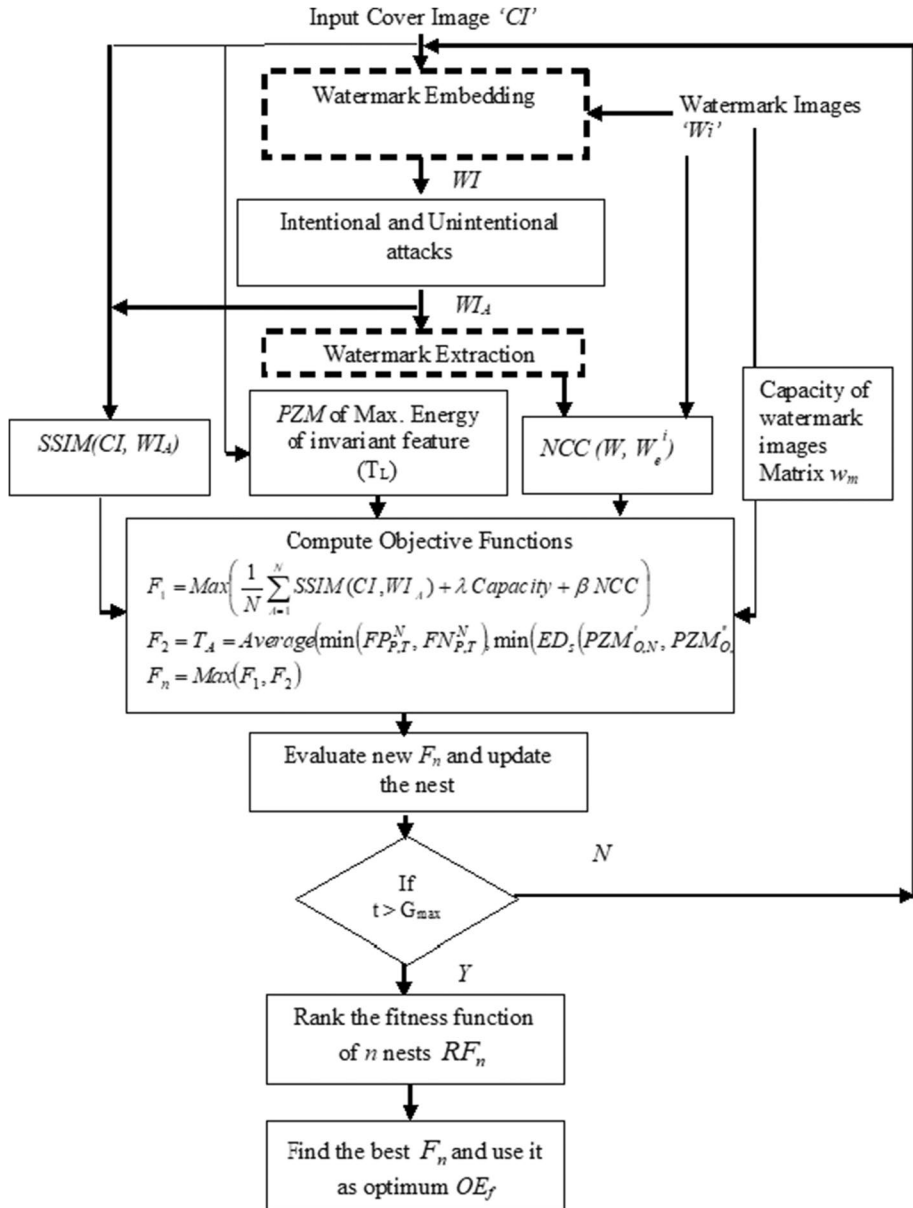 Input Cover Image ‘CI’
Watermark Embedding
Watermark Images
‘Wi’
WI
Intentional and Unintentional
attacks
WI_A
Watermark Extraction
Capacity of
watermark
images
Matrix w_m
SSIM(CI, WI_A)
PZM of Max. Energy
of invariant feature
(T_L)
NCC (W, W_e^i)
Compute Objective Functions
F_1 = Max( 1/N ∑_{A=1}^{N} SSIM(CI, WI_A) + λ Capacity + β NCC )
F_2 = T_A = Average(min(FP_{P,T}^N, FN_{P,T}^N), min(ED_s(PZM'_{O,N}, PZM''_{O,
F_n = Max(F_1, F_2)
Evaluate new F_n and update
the nest
N
If
t > G_max
Y
Rank the fitness function
of n nests RF_n
Find the best F_n and use it
as optimum OE_f